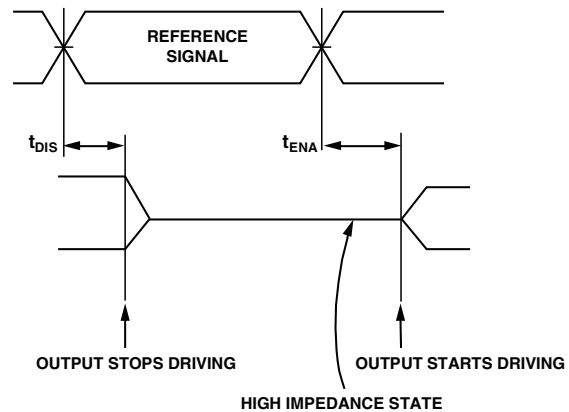 REFERENCE
SIGNAL
tDIS
tENA
OUTPUT STOPS DRIVING
OUTPUT STARTS DRIVING
HIGH IMPEDANCE STATE